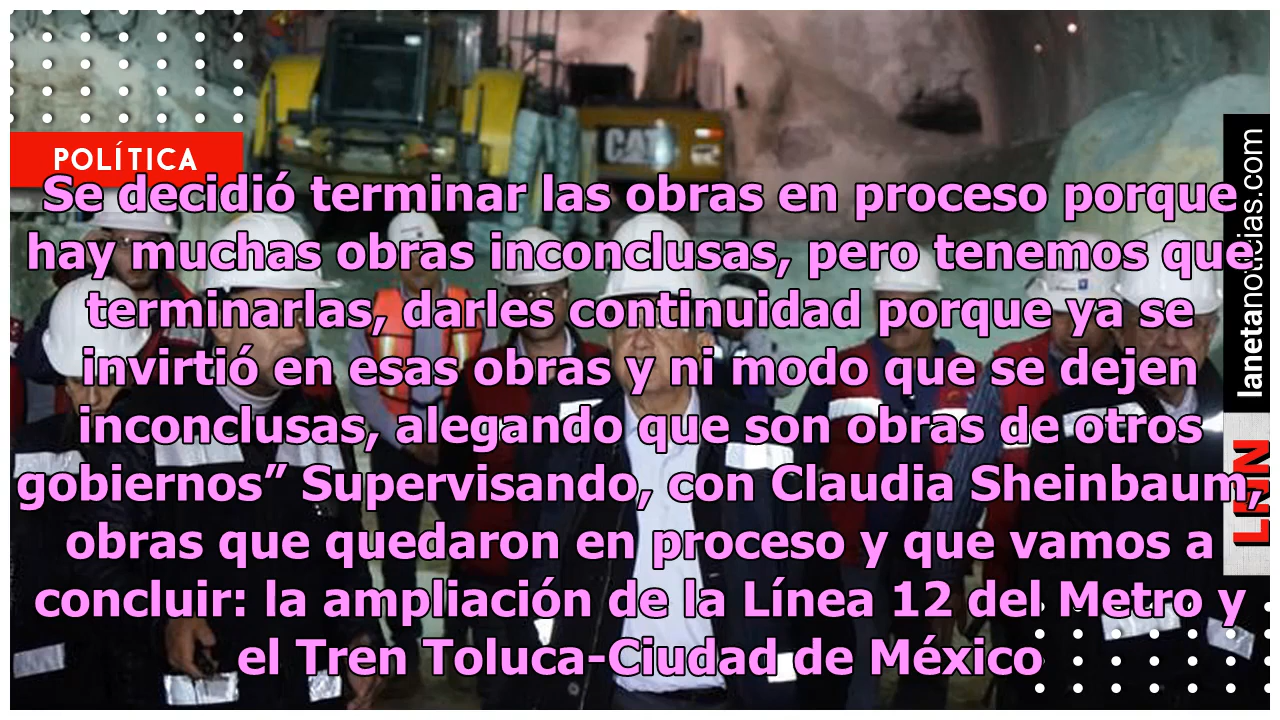 CAT
POLÍTICA
Se decidió terminar las obras en proceso porque
hay muchas obras inconclusas, pero tenemos que
terminarlas, darles continuidad porque ya se
invirtió en esas obras y ni modo que se dejen
inconclusas, alegando que son obras de otros
gobiernos” Supervisando, con Claudia Sheinbaum,
obras que quedaron en proceso y que vamos a
concluir: la ampliación de la Línea 12 del Metro y
el Tren Toluca-Ciudad de México
lanetanoticias.com